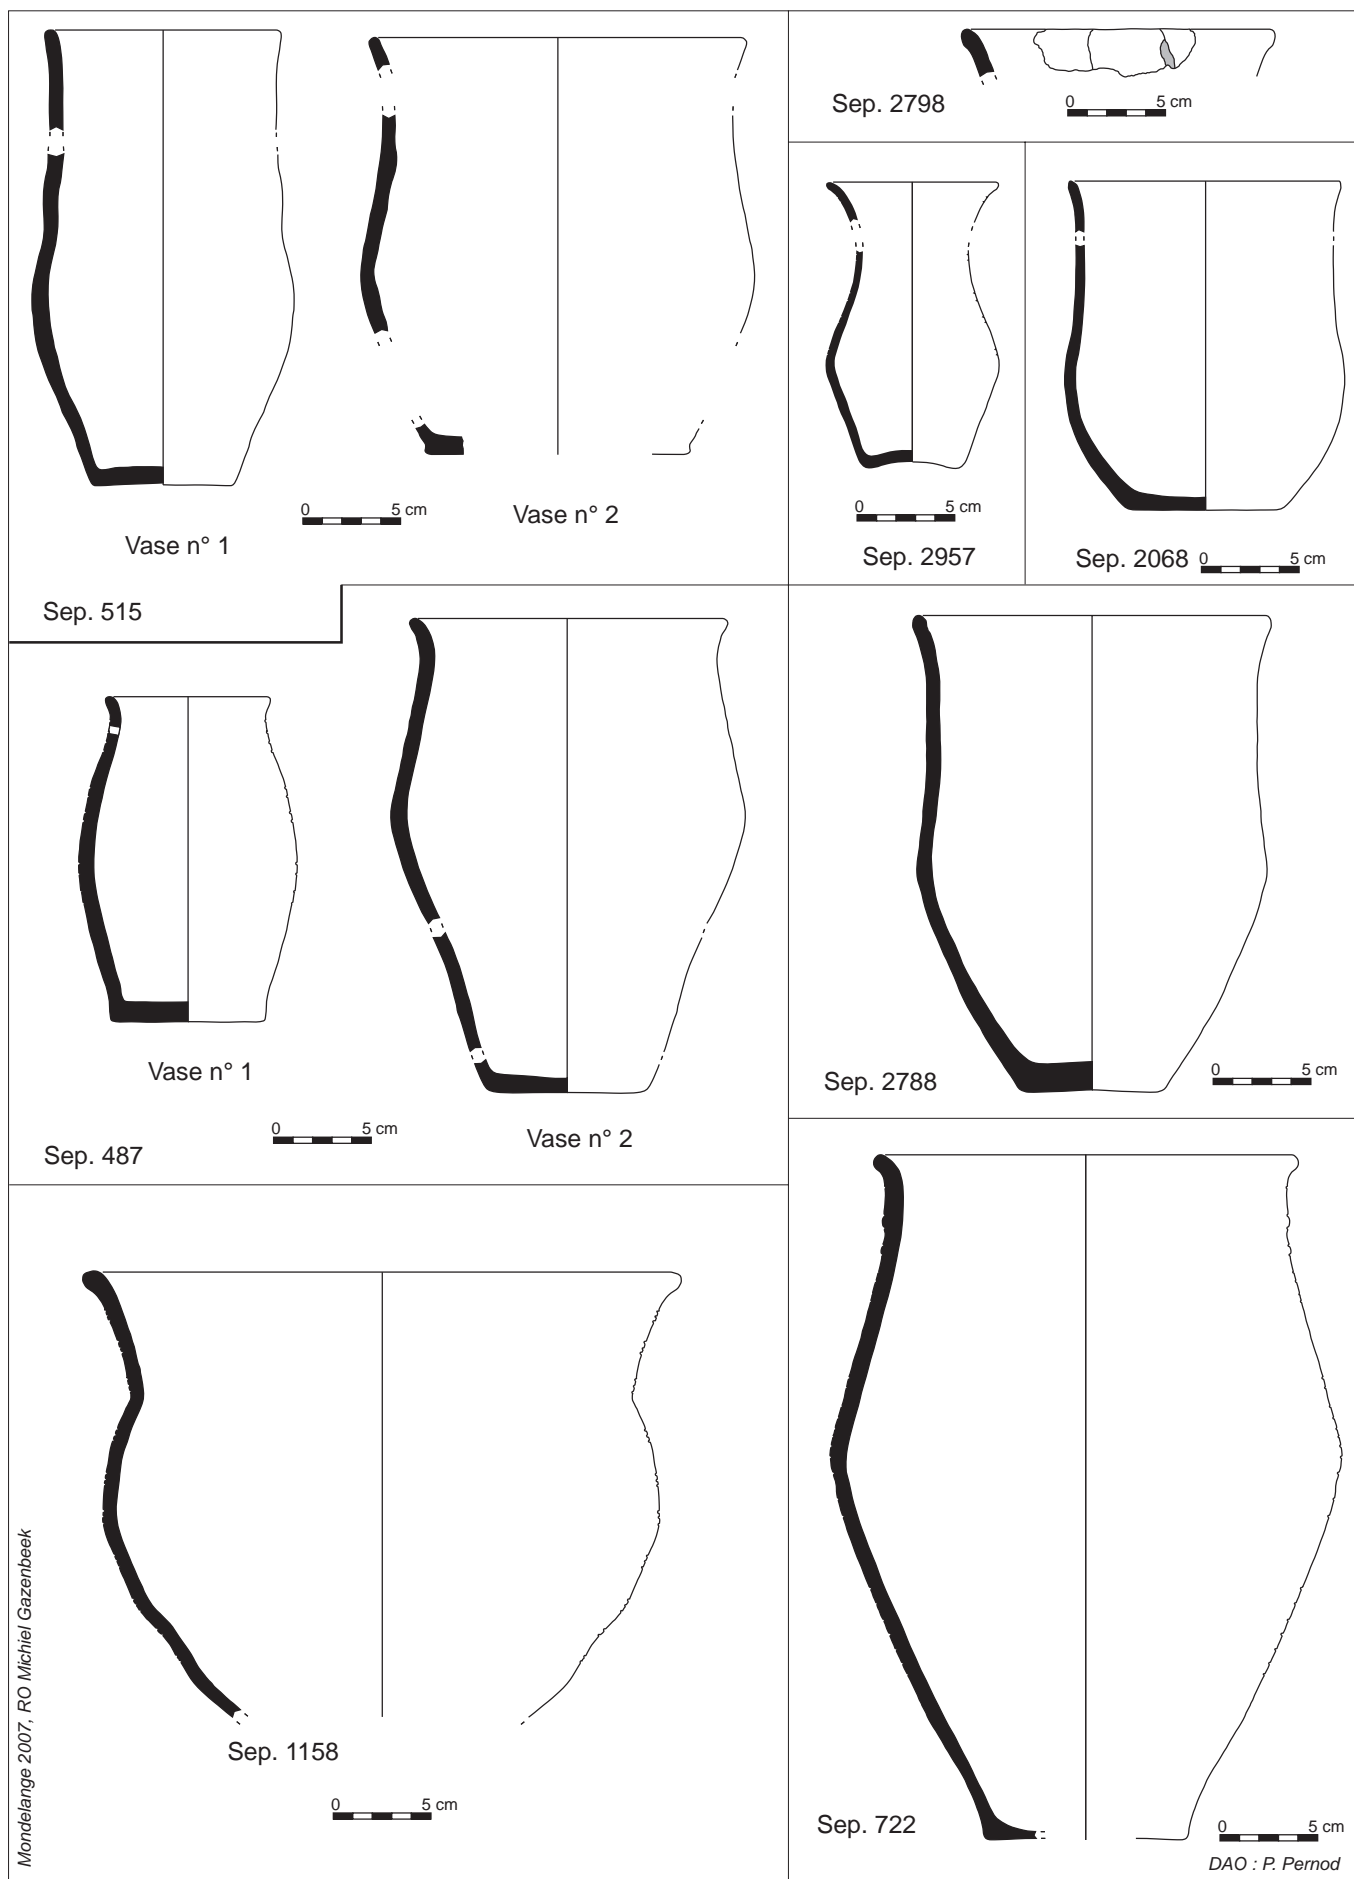 Vase n° 1
0 5 cm
Vase n° 2
Sep. 515
Sep. 2798
0 5 cm
0 5 cm
Sep. 2957
Sep. 2068
0 5 cm
Vase n° 1
0 5 cm
Vase n° 2
Sep. 487
Sep. 2788
0 5 cm
Sep. 1158
0 5 cm
Sep. 722
0 5 cm
Mondelange 2007, RO Michiel Gazenbeek
DAO : P. Pernod